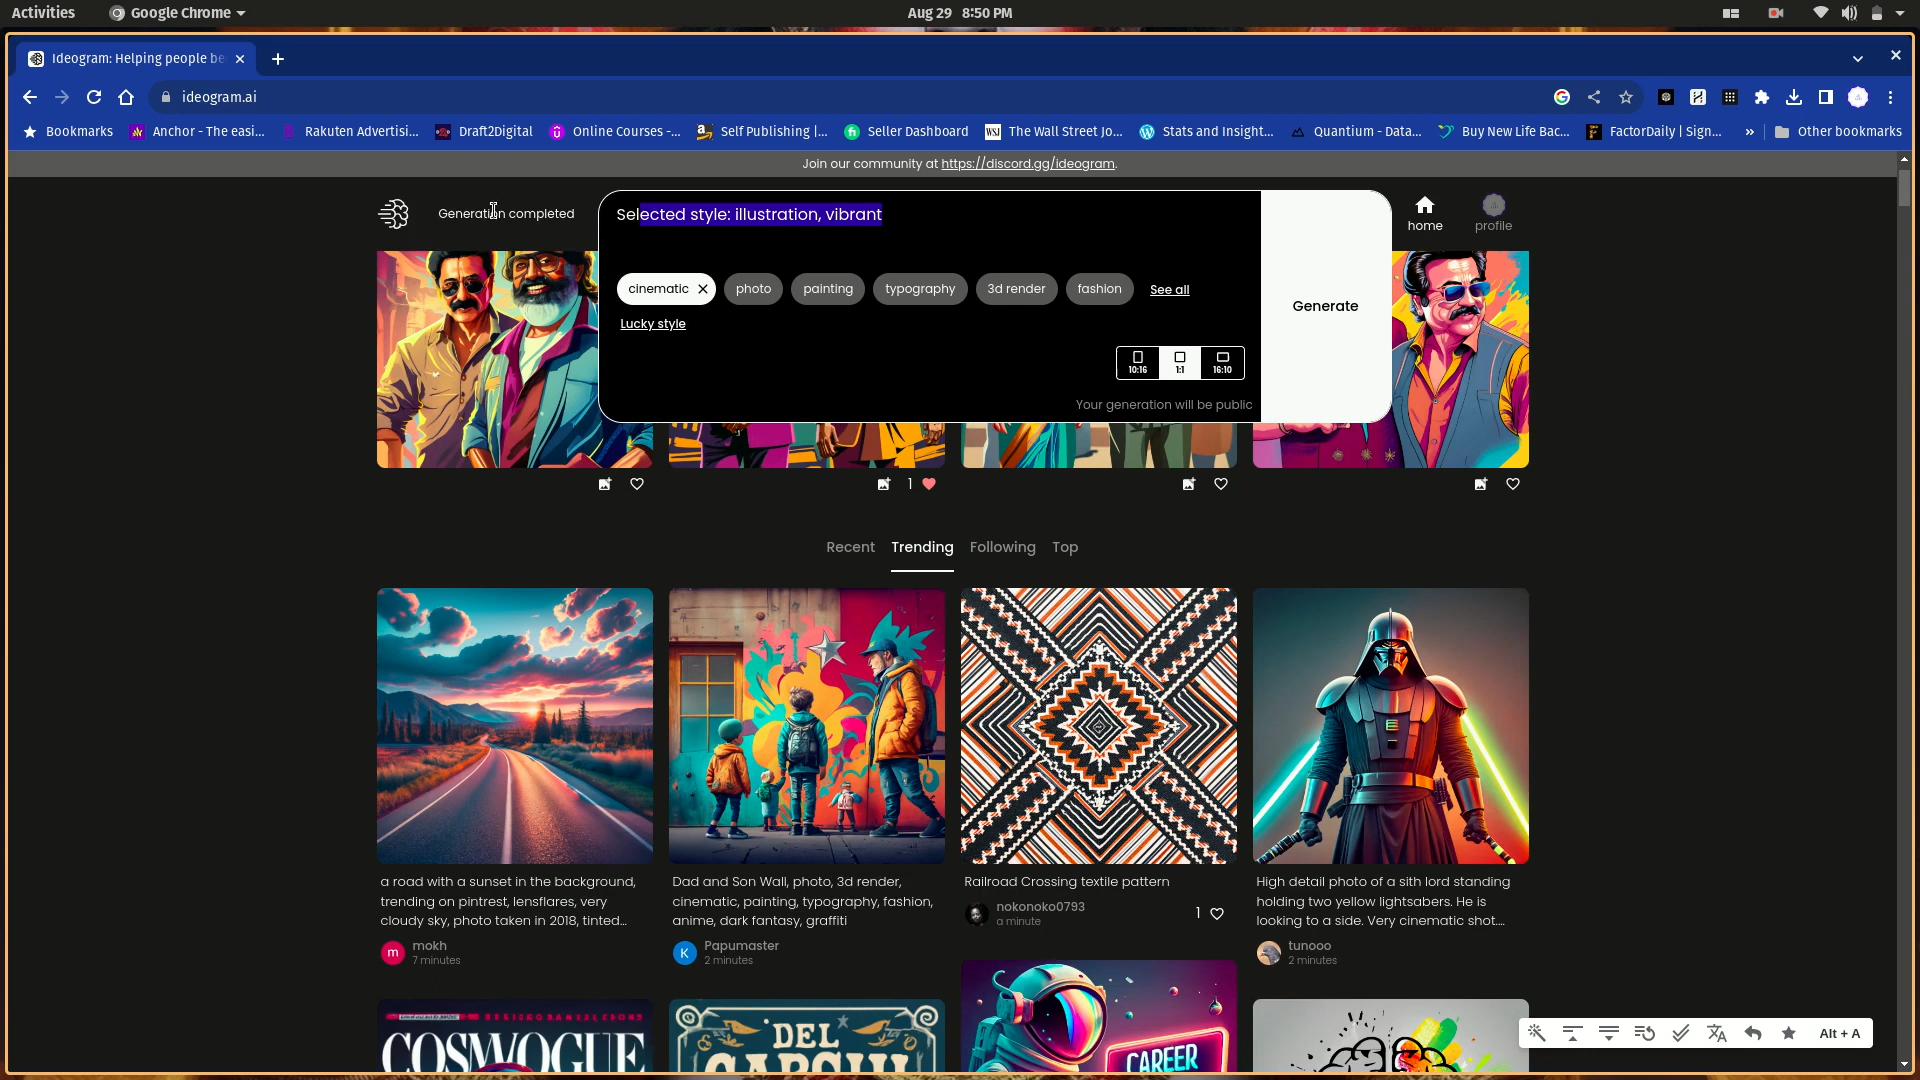 Activities
Google Chrome
Aug 29 8:50 PM
Ideogram: Helping people be
ideogram.ai
Bookmarks
Anchor - The easi...
Rakuten Advertisi...
Draft2Digital
Online Courses -...
Self Publishing |...
Seller Dashboard
WSJ
The Wall Street Jo...
Stats and Insight...
Quantium - Data...
Buy New Life Bac...
FactorDaily | Sign...
»
Other bookmarks
Join our community at https://discord.gg/ideogram.
Generation completed
Selected style: illustration, vibrant
home
profile
cinematic
photo
painting
typography
3d render
fashion
See all
Lucky style
Generate
10:16
1:1
16:10
Your generation will be public
1
Recent
Trending
Following
Top
a road with a sunset in the background,
trending on pintrest, lensflares, very
cloudy sky, photo taken in 2018, tinted...
m
mokh
7 minutes
Dad and Son Wall, photo, 3d render,
cinematic, painting, typography, fashion,
anime, dark fantasy, graffiti
K
Papumaster
2 minutes
Railroad Crossing textile pattern
nokonoko0793
a minute
1
High detail photo of a sith lord standing
holding two yellow lightsabers. He is
looking to a side. Very cinematic shot....
tunooo
2 minutes
COSMVOGUE
DEL
CAREER
Alt + A